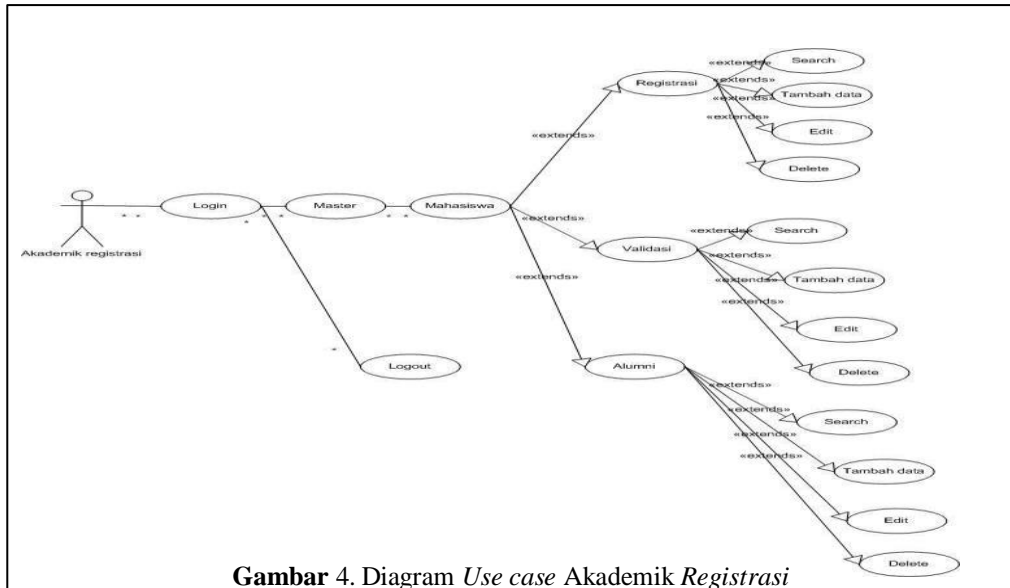 Search
«extends»
Registrasi
«extends»
Tambah data
«extends»
«extends»
Edit
«extends»
Delete
Login
Master
Mahasiswa
* *
* * *
* *
Akademik registrasi
«extends»
Validasi
«extends»
Search
«extends»
«extends»
Tambah data
«extends»
«extends»
Edit
*
Logout
Alumni
Delete
«extends»
«extends»
Search
«extends»
«extends»
Tambah data
Edit
Delete
Gambar 4. Diagram Use case Akademik Registrasi